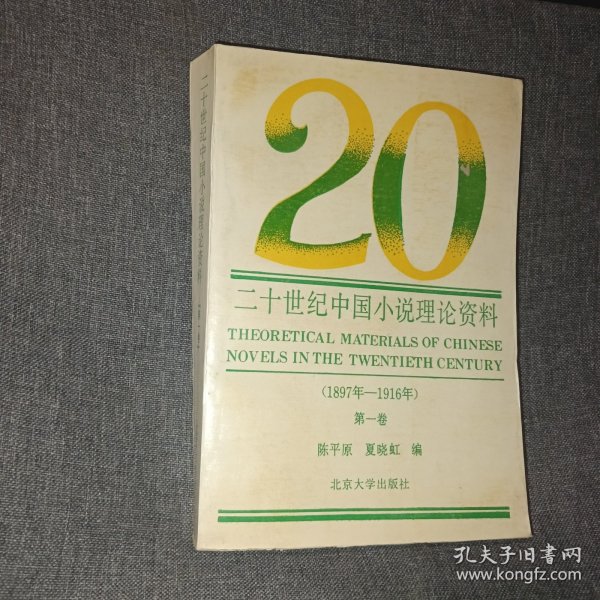 20
二十世纪中国小说理论资料
THEORETICAL MATERIALS OF CHINESE
NOVELS IN THE TWENTIETH CENTURY
(1897年—1916年)
第一卷
陈平原 夏晓虹 编
北京大学出版社
二十世纪中国小说理论资料
孔夫子旧书网
www.kongfz.com